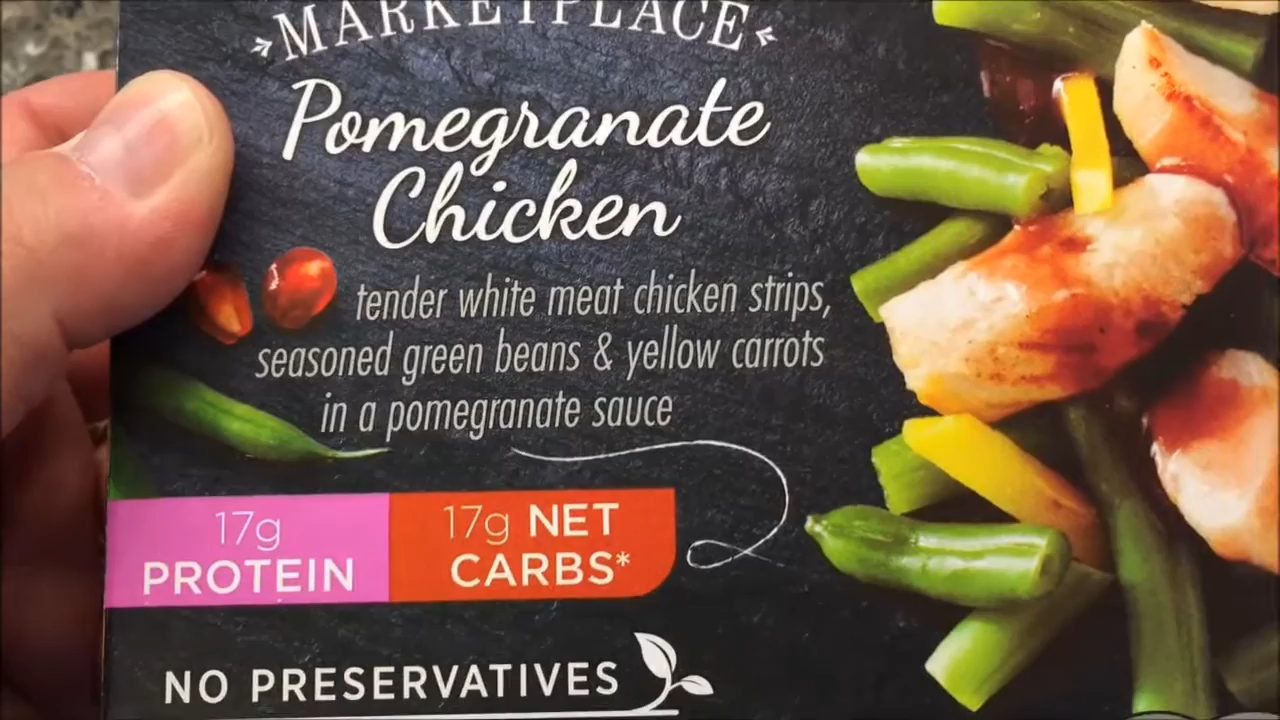 MARKETPLACE
Pomegranate
Chicken
tender white meat chicken strips,
seasoned green beans & yellow carrots
in a pomegranate sauce
17g
PROTEIN
17g NET
CARBS*
NO PRESERVATIVES